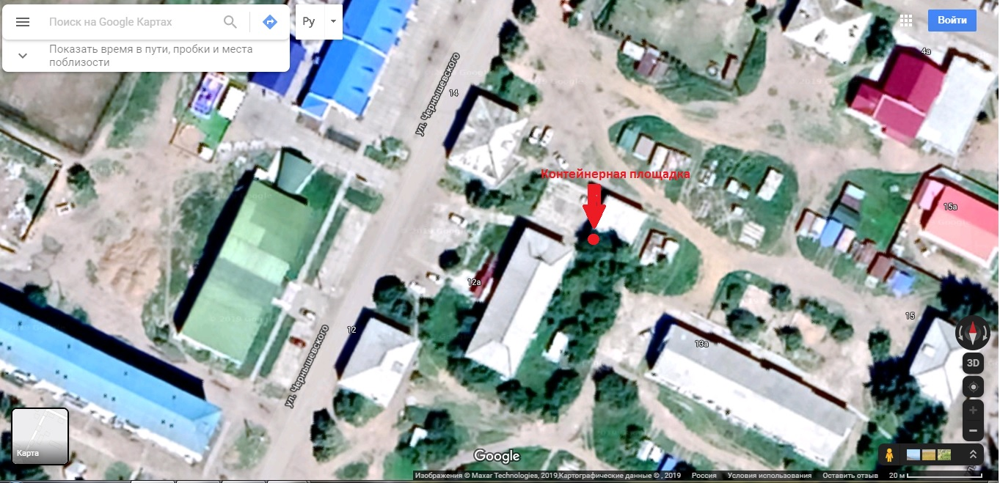 Поиск на Google Картах
Ру
Войти
Показать время в пути, пробки и места
поблизости
4а
ул. Чернышевского
14
Контейнерная площадка
15а
12а
15
12
13а
ул. Чернышевского
3D
Карта
Google
Изображения © Maxar Technologies, 2019,Картографические данные © , 2019 Россия Условия использования Оставить отзыв 20 м